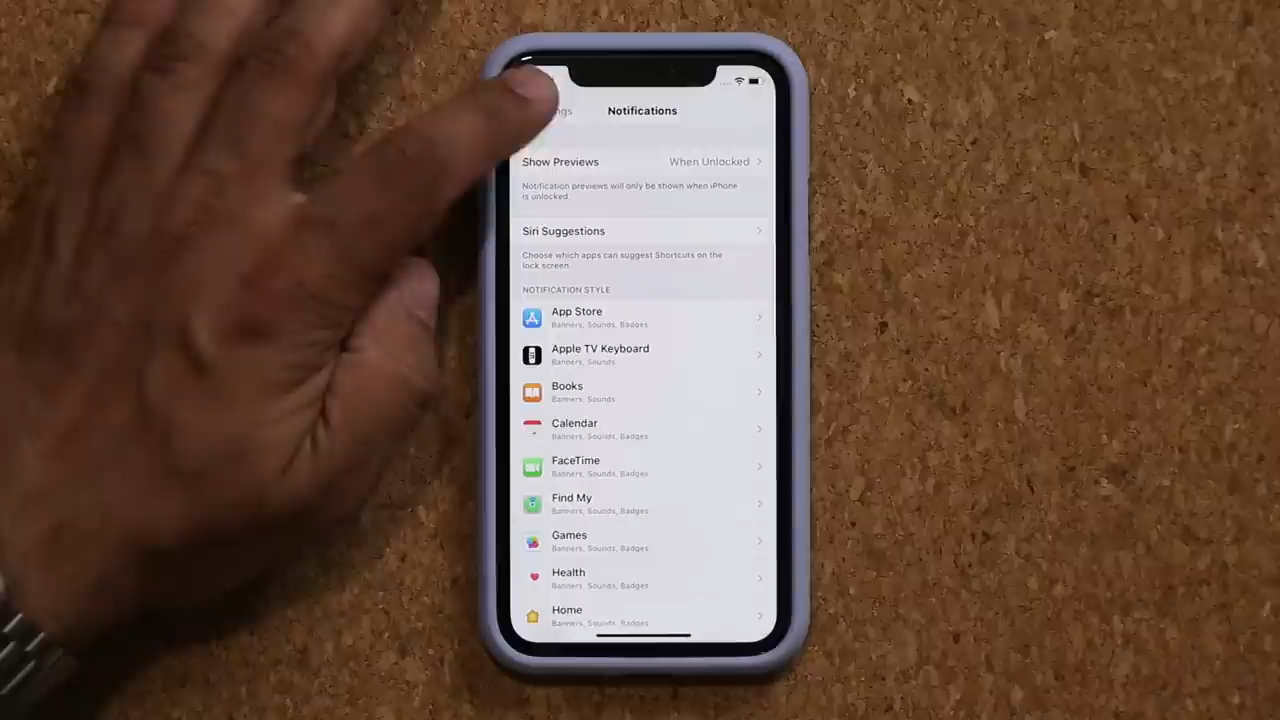 Notifications
Show Previews When Unlocked
Notification previews will only be shown when iPhone
is unlocked.
Siri Suggestions
Choose which apps can suggest Shortcuts on the
lock screen.
NOTIFICATION STYLE
App Store
Banners, Sounds, Badges
Apple TV Keyboard
Banners, Sounds
Books
Banners, Sounds
Calendar
Banners, Sounds, Badges
FaceTime
Banners, Sounds, Badges
Find My
Banners, Sounds, Badges
Games
Banners, Sounds, Badges
Health
Banners, Sounds, Badges
Home
Banners, Sounds, Badges